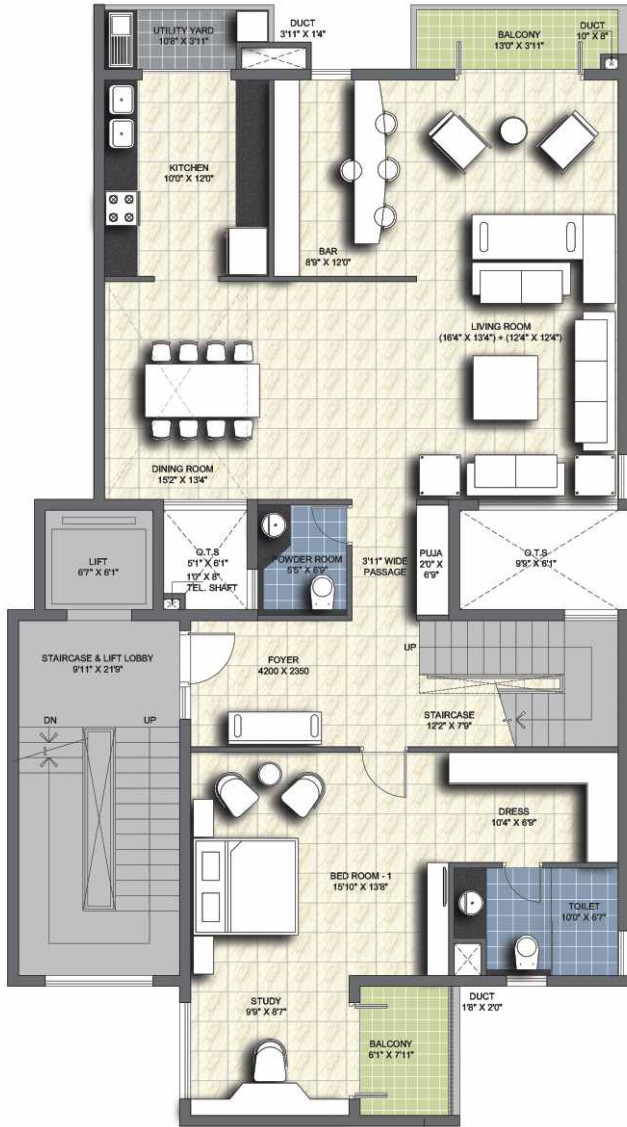 UTILITY YARD
10'8" X 3'11"
DUCT
3'11" X 1'4"
BALCONY
13'0" X 3'11"
DUCT
10" X 8"
KITCHEN
10'0" X 12'0"
BAR
8'9" X 12'0"
LIVING ROOM
(16'4" X 13'4") + (12'4" X 12'4")
DINING ROOM
15'2" X 13'4"
LIFT
6'7" X 6'1"
O.T.S
5'1" X 6'1"
1'0" X 8"
TEL. SHAFT
POWDER ROOM
5'5" X 6'9"
3'11" WIDE
PASSAGE
PUJA
2'0" X
6'9"
O.T.S
9'9" X 6'1"
STAIRCASE & LIFT LOBBY
9'11" X 21'9"
FOYER
4200 X 2350
UP
STAIRCASE
12'2" X 7'9"
DN
UP
DRESS
10'4" X 6'9"
BED ROOM - 1
15'10" X 13'8"
TOILET
10'0" X 6'7"
STUDY
9'9" X 8'7"
DUCT
1'8" X 2'0"
BALCONY
6'1" X 7'11"